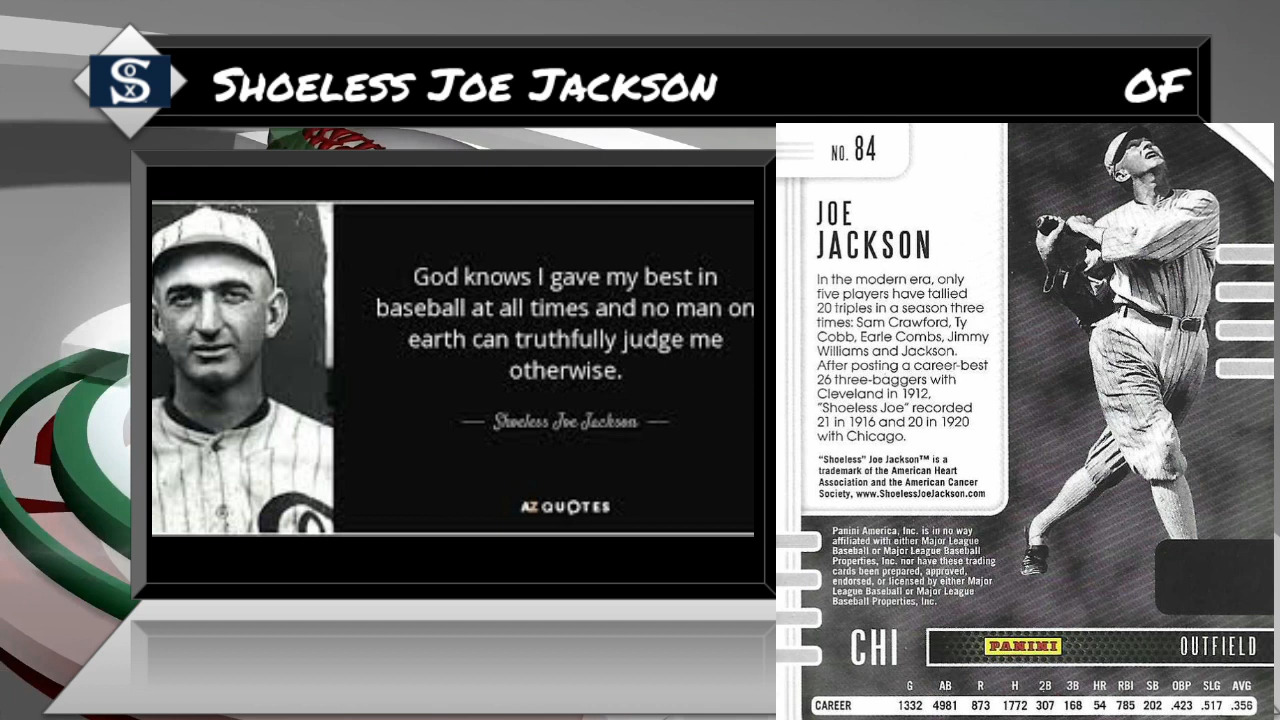 SOX
SHOELESS JOE JACKSON
OF
God knows I gave my best in
baseball at all times and no man on
earth can truthfully judge me
otherwise.
— Shoeless Joe Jackson —
AZ QUOTES
NO. 84
JOE
JACKSON
In the modern era, only
five players have tallied
20 triples in a season three
times: Sam Crawford, Ty
Cobb, Earle Combs, Jimmy
Williams and Jackson.
After posting a career-best
26 three-baggers with
Cleveland in 1912,
"Shoeless Joe" recorded
21 in 1916 and 20 in 1920
with Chicago.
"Shoeless" Joe Jackson™ is a
trademark of the American Heart
Association and the American Cancer
Society, www.ShoelessJoeJackson.com
Panini America, Inc. is in no way
affiliated with either Major League
Baseball or Major League Baseball
Properties, Inc. nor have these trading
cards been prepared, approved,
endorsed, or licensed by either Major
League Baseball or Major League
Baseball Properties, Inc.
CHI PANINI OUTFIELD
G AB R H 2B 3B HR RBI SB OBP SLG AVG
CAREER 1332 4981 873 1772 307 168 54 785 202 .423 .517 .356